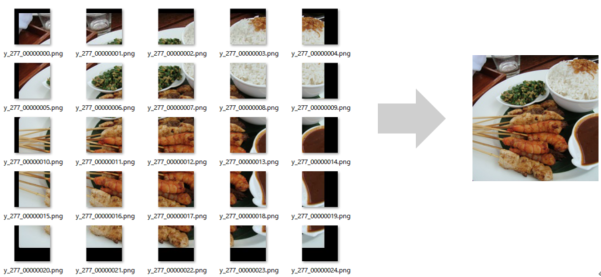 y_277_00000000.png y_277_00000001.png y_277_00000002.png y_277_00000003.png y_277_00000004.png
y_277_00000005.png y_277_00000006.png y_277_00000007.png y_277_00000008.png y_277_00000009.png
y_277_00000010.png y_277_00000011.png y_277_00000012.png y_277_00000013.png y_277_00000014.png
y_277_00000015.png y_277_00000016.png y_277_00000017.png y_277_00000018.png y_277_00000019.png
y_277_00000020.png y_277_00000021.png y_277_00000022.png y_277_00000023.png y_277_00000024.png